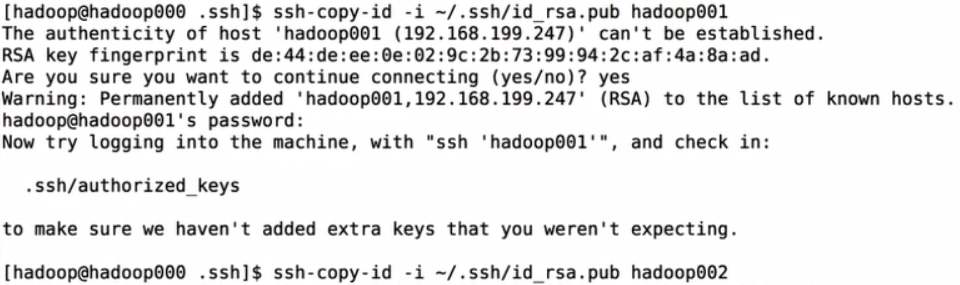 [hadoop@hadoop000 .ssh]$ ssh-copy-id -i ~/.ssh/id_rsa.pub hadoop001
The authenticity of host 'hadoop001 (192.168.199.247)' can't be established.
RSA key fingerprint is de:44:de:ee:0e:02:9c:2b:73:99:94:2c:af:4a:8a:ad.
Are you sure you want to continue connecting (yes/no)? yes
Warning: Permanently added 'hadoop001,192.168.199.247' (RSA) to the list of known hosts.
hadoop@hadoop001's password:
Now try logging into the machine, with "ssh 'hadoop001'", and check in:
.ssh/authorized_keys
to make sure we haven't added extra keys that you weren't expecting.
[hadoop@hadoop000 .ssh]$ ssh-copy-id -i ~/.ssh/id_rsa.pub hadoop002